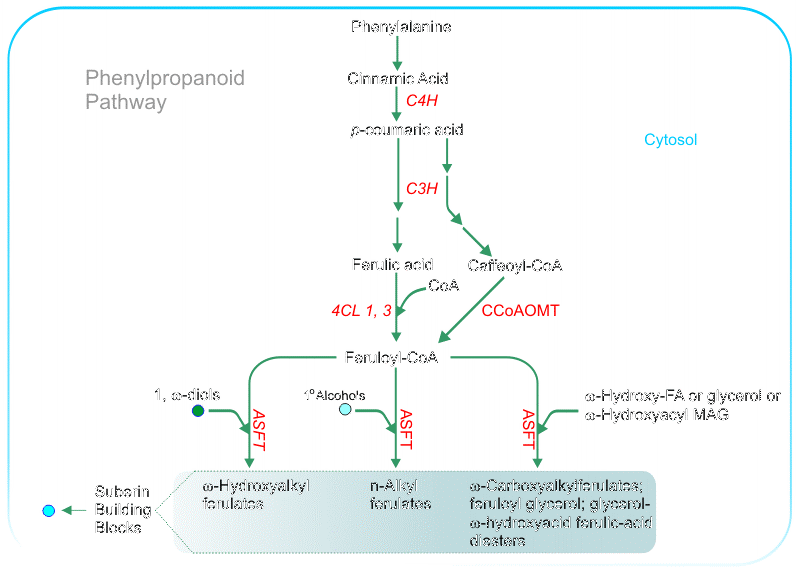 Phenylalanine
Phenylpropanoid
Pathway
Cinnamic Acid
C4H
p-coumaric acid
Cytosol
C3H
Ferulic acid
Caffeoyl-CoA
CoA
4CL 1, 3
CCoAOMT
Feruloyl-CoA
1, ω-diols
1°Alcohols
ω-Hydroxy-FA or glycerol or
ω-Hydroxyacyl MAG
ASFT
ASFT
ASFT
Suberin
Building
Blocks
ω-Hydroxyalkyl
ferulates
n-Alkyl
ferulates
ω-Carboxyalkylferulates;
feruloyl glycerol; glycerol-
ω-hydroxyacid ferulic-acid
diesters